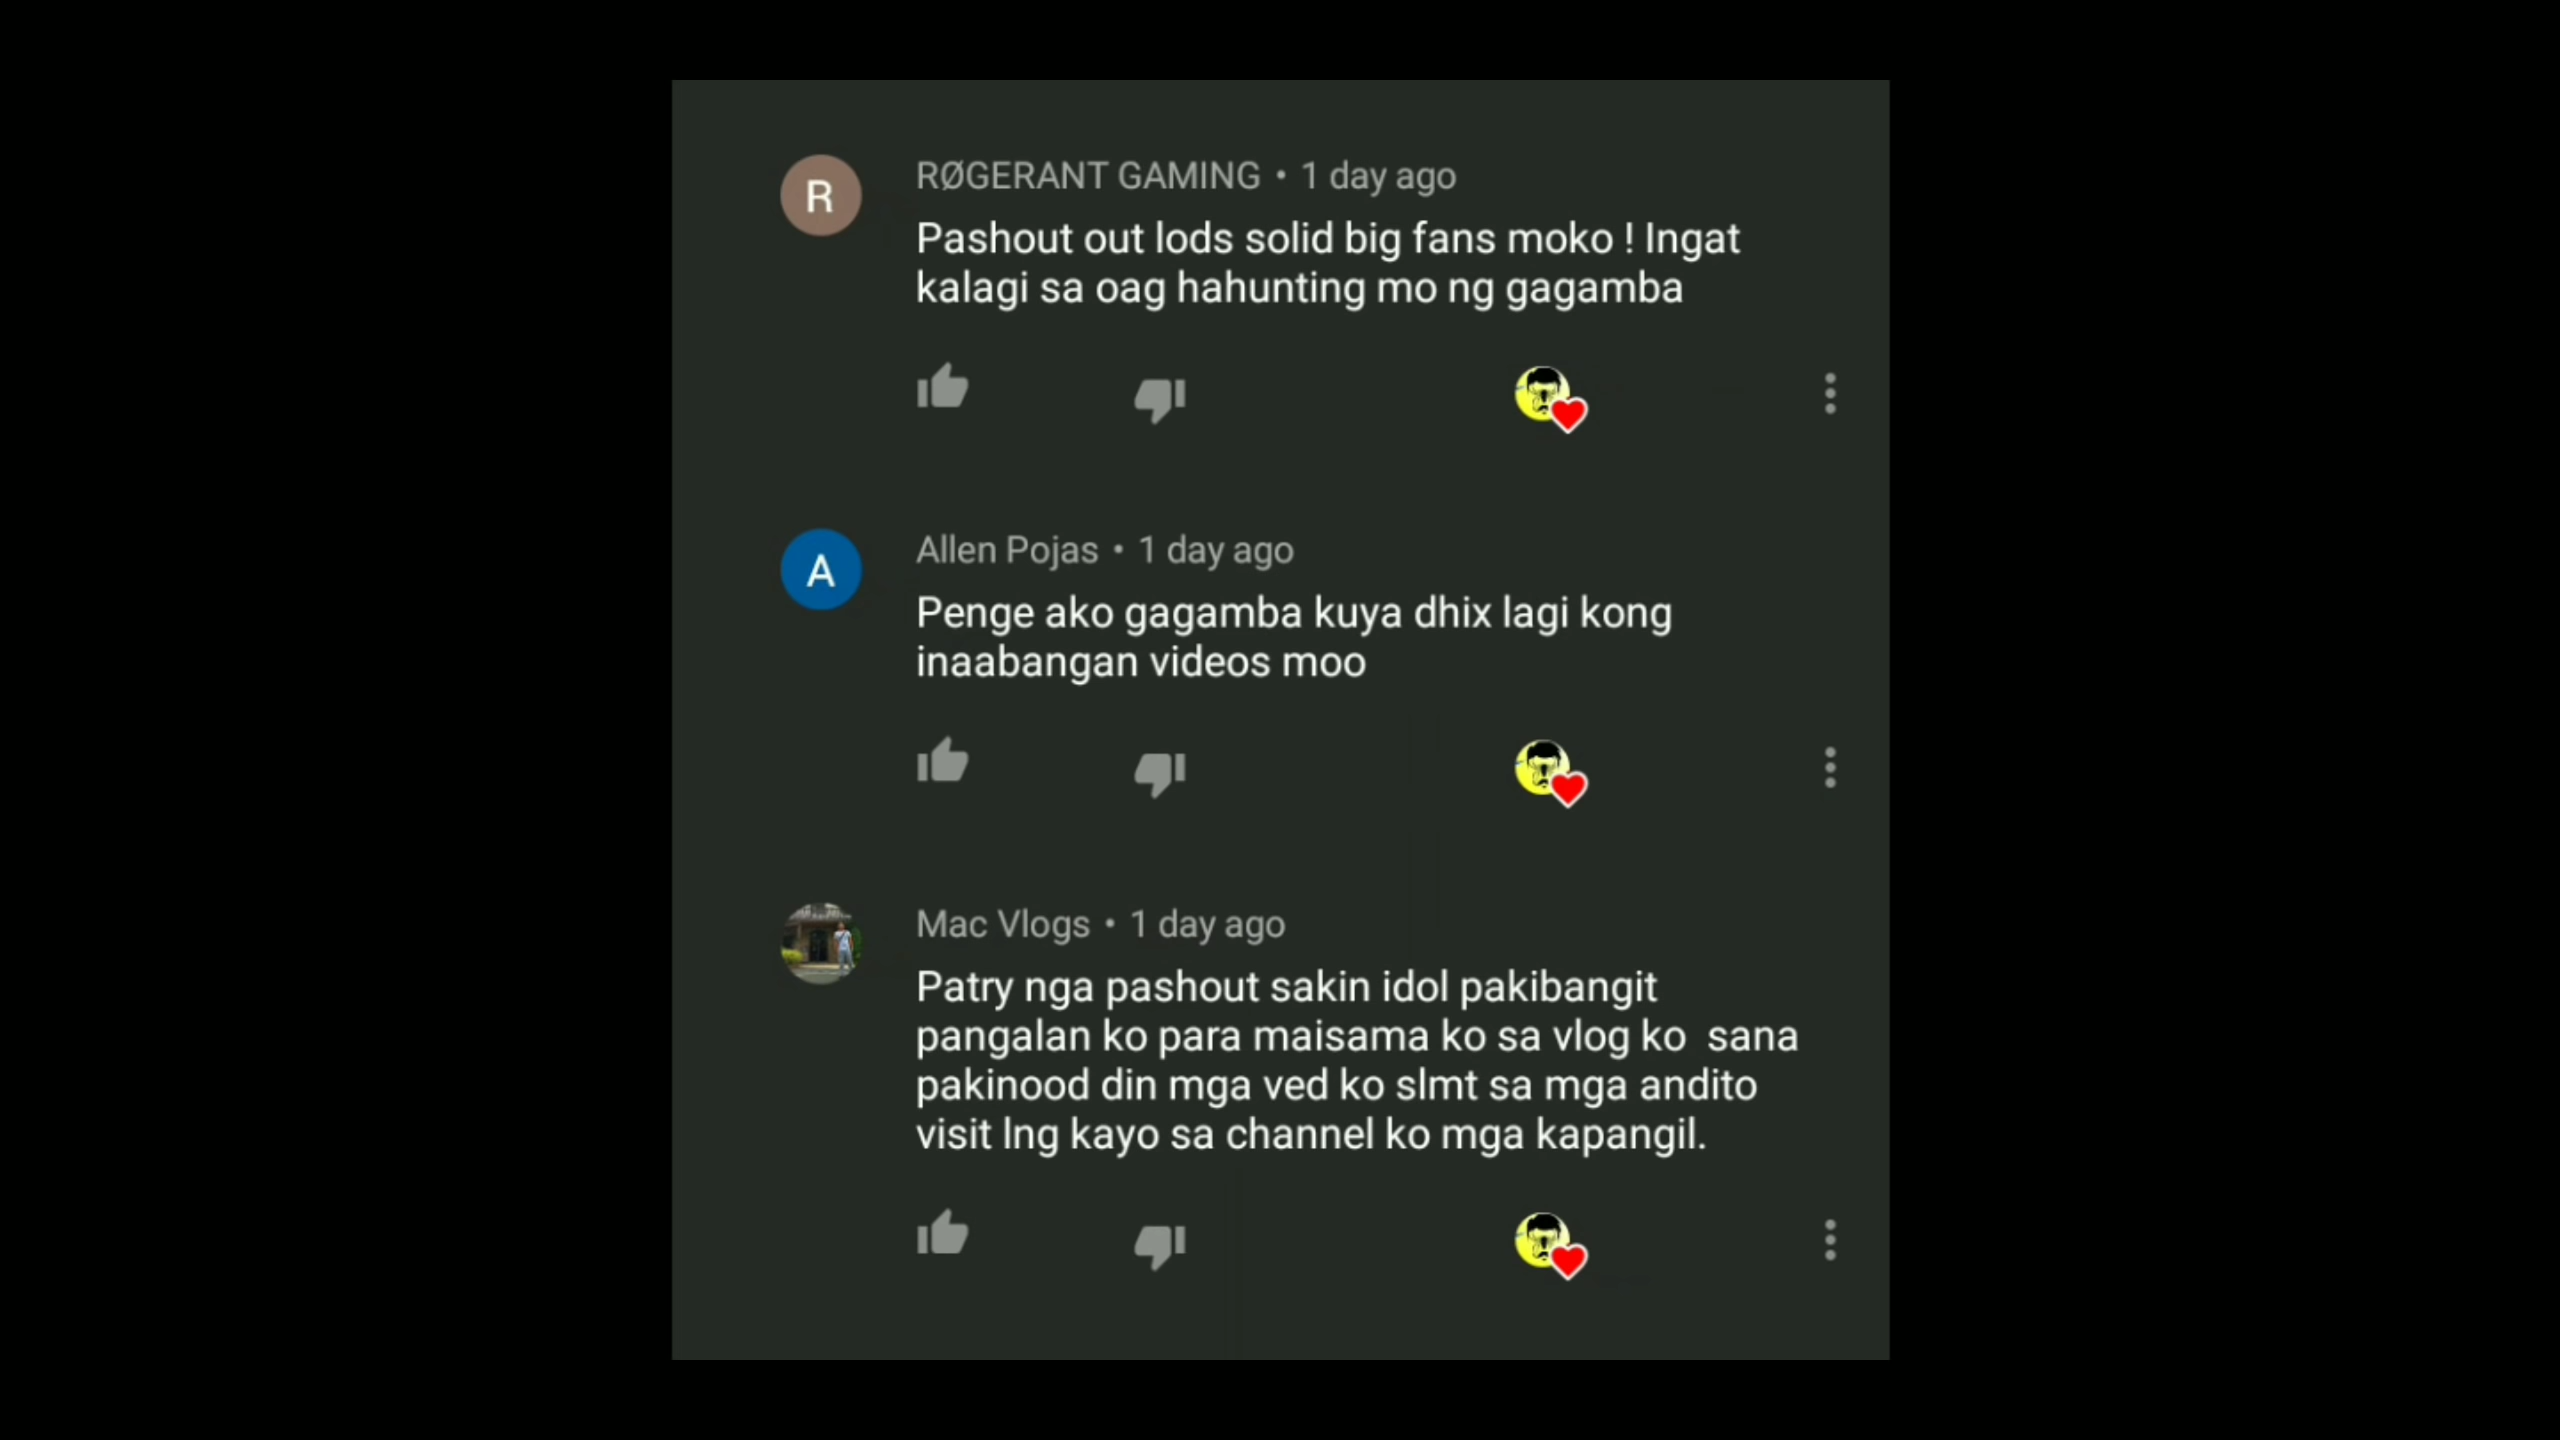 R
RØGERANT GAMING • 1 day ago
Pashout out lods solid big fans moko ! Ingat
kalagi sa oag hahunting mo ng gagamba
A
Allen Pojas • 1 day ago
Penge ako gagamba kuya dhix lagi kong
inaabangan videos moo
Mac Vlogs • 1 day ago
Patry nga pashout sakin idol pakibangit
pangalan ko para maisama ko sa vlog ko  sana
pakinood din mga ved ko slmt sa mga andito
visit lng kayo sa channel ko mga kapangil.